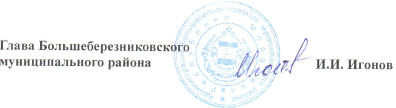 Глава Большеберезниковского
муниципального района И.И. Игонов